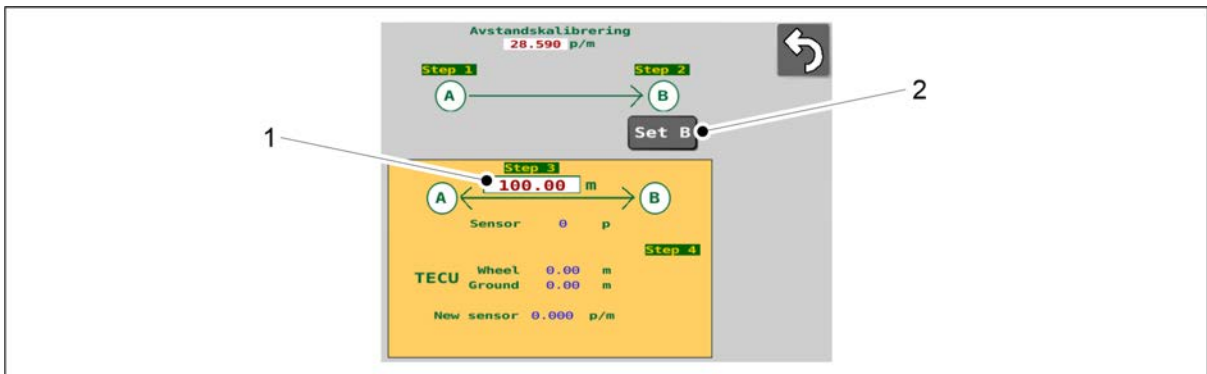 Avstandskalibrering
28.590 p/m
Step 1 Step 2
A B
Set B
2
1
Step 3
100.00 m
A B
Sensor 0 p
Step 4
TECU Wheel 0.00 m
Ground 0.00 m
New sensor 0.000 p/m